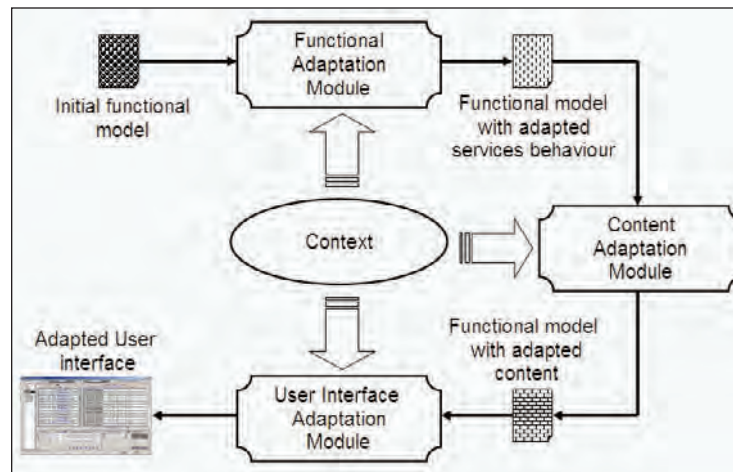 Initial functional
model
Functional
Adaptation
Module
Functional model
with adapted
services behaviour
Context
Content
Adaptation
Module
Functional model
with adapted
content
User Interface
Adaptation
Module
Adapted User
Interface